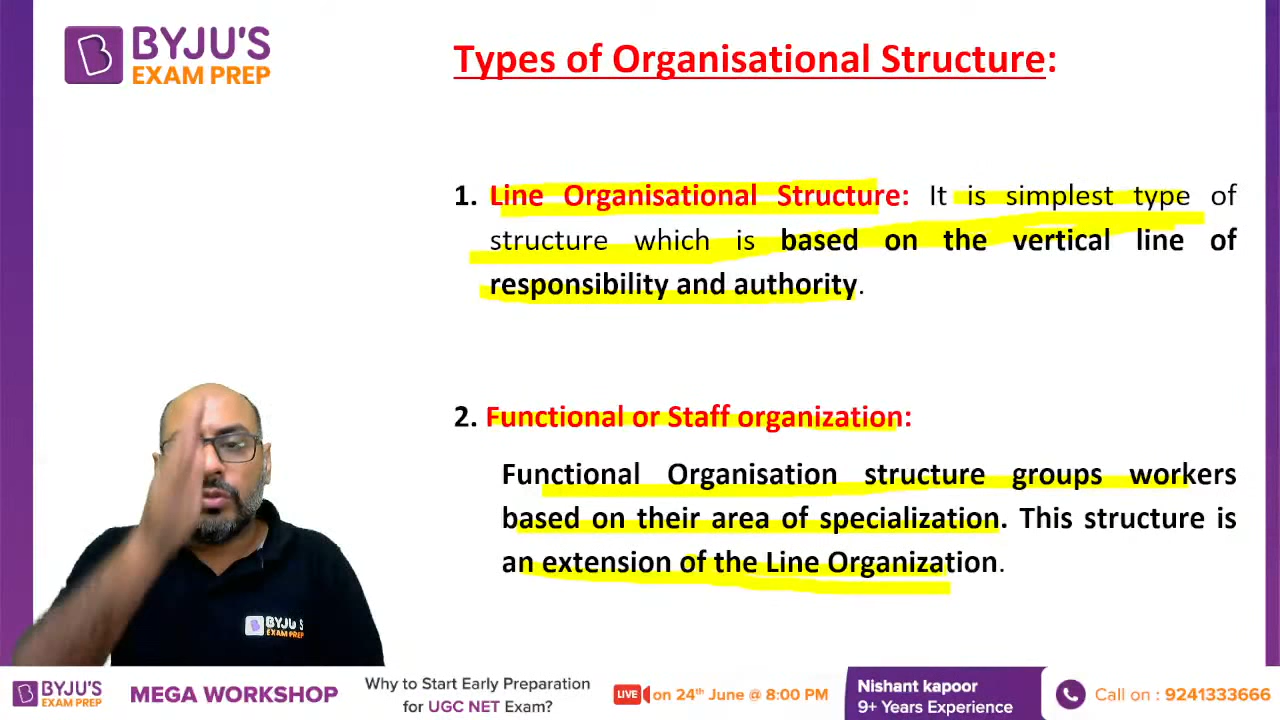 BYJU'S
EXAM PREP
Types of Organisational Structure:
1. Line Organisational Structure: It is simplest type of
structure which is based on the vertical line of
responsibility and authority.
2. Functional or Staff organization:
Functional Organisation structure groups workers
based on their area of specialization. This structure is
an extension of the Line Organization.
BYJU'S
EXAM PREP
BYJU'S
EXAM PREP
MEGA WORKSHOP
Why to Start Early Preparation
for UGC NET Exam?
LIVE on 24th June @ 8:00 PM
Nishant kapoor
9+ Years Experience
Call on : 9241333666